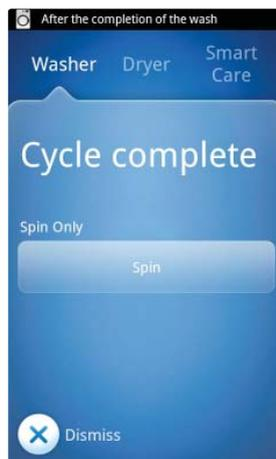 After the completion of the wash
Washer Dryer Smart
Care
Cycle complete
Spin Only
Spin
Dismiss